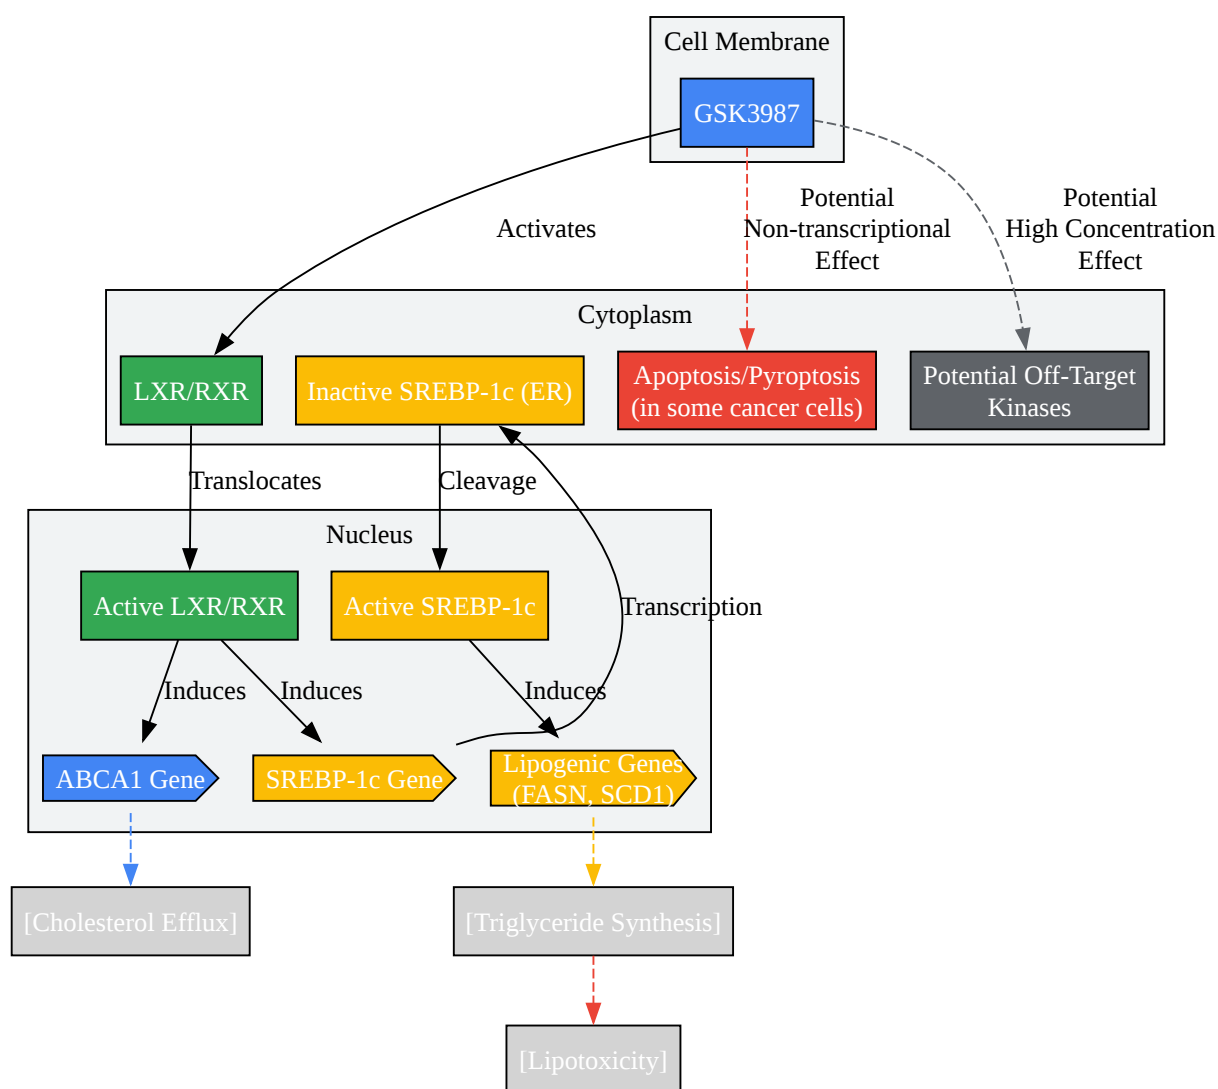 Cell Membrane
GSK3987
Activates
Potential
Non-transcriptional
Effect
Potential
High Concentration
Effect
Cytoplasm
LXR/RXR
Inactive SREBP-1c (ER)
Apoptosis/Pyroptosis
(in some cancer cells)
Potential Off-Target
Kinases
Translocates
Cleavage
Nucleus
Active LXR/RXR
Active SREBP-1c
Transcription
Induces
Induces
Induces
ABCA1 Gene
SREBP-1c Gene
Lipogenic Genes
(FASN, SCD1)
[Cholesterol Efflux]
[Triglyceride Synthesis]
[Lipotoxicity]